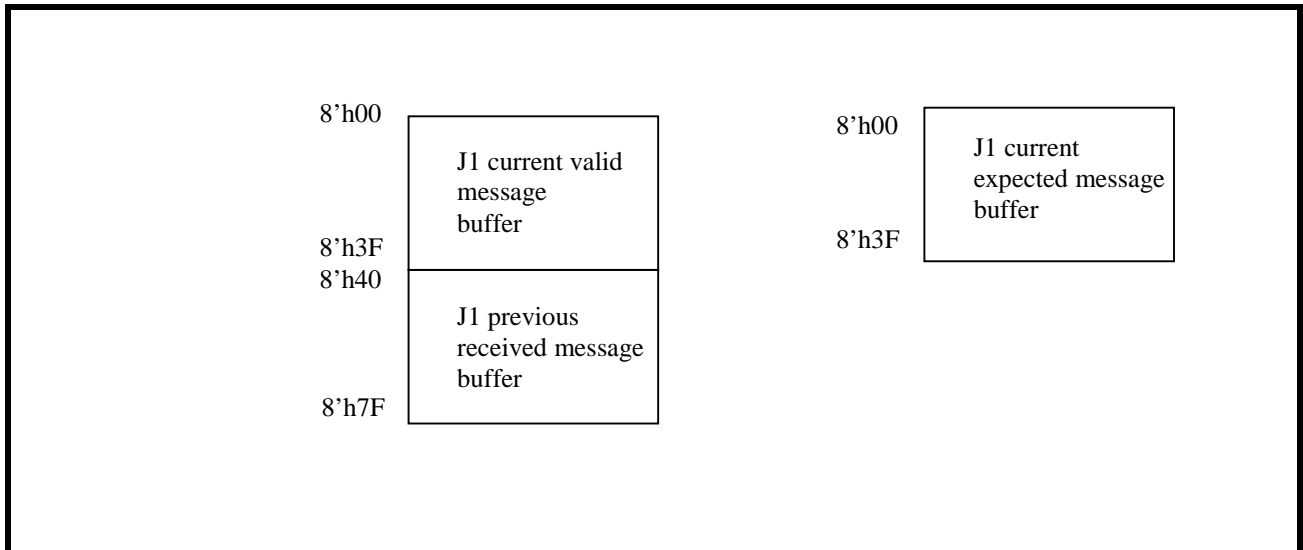 8’h00
J1 current valid
message
buffer
8’h3F
8’h40
J1 previous
received message
buffer
8’h7F
8’h00
J1 current
expected message
buffer
8’h3F